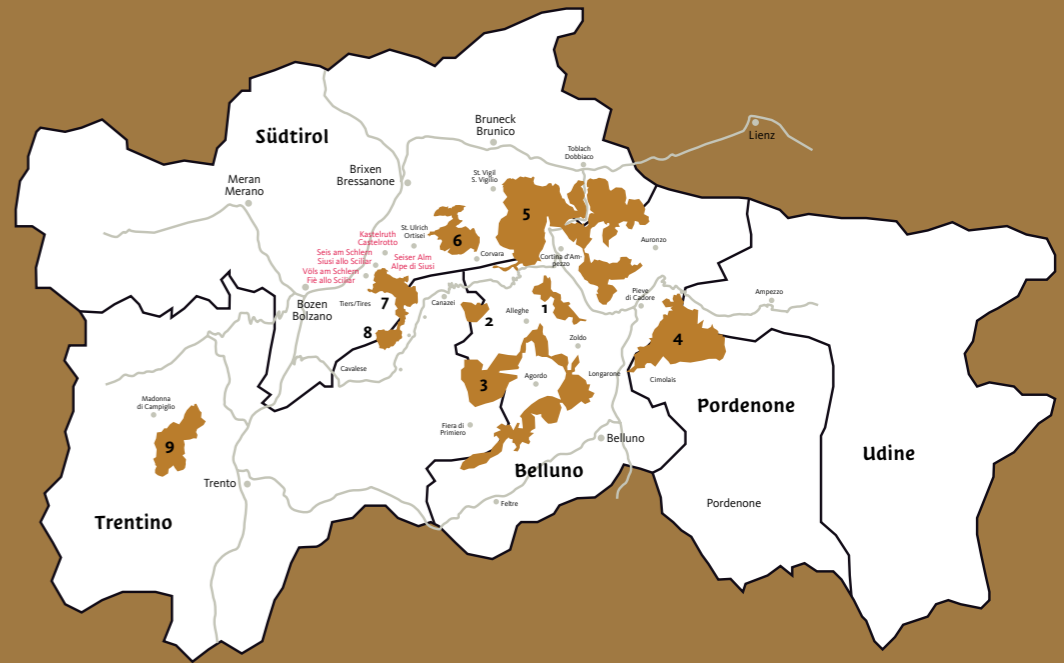 Bruneck
Brunico
Lienz
Südtirol
Toblach
Dobbiaco
Brixen
Bressanone
St. Vigil
S. Vigilio
Meran
Merano
5
St. Ulrich
Ortisei
Kastelruth
Castelrotto
6
Auronzo
Seis am Schlern
Siusi allo Sciliar
Seiser Alm
Alpe di Siusi
Corvara
Cortina d'Am-
pezzo
Völs am Schlern
Fiè allo Sciliar
Pieve
di Cadore
Ampezzo
Bozen
Bolzano
Tiers/Tires
7
Canazei
1
Alleghe
2
8
Zoldo
4
Cavalese
3
Agordo
Longarone
Cimolais
Madonna
di Campiglio
Pordenone
Fiera di
Primiero
9
Belluno
Udine
Trento
Belluno
Feltre
Pordenone
Trentino